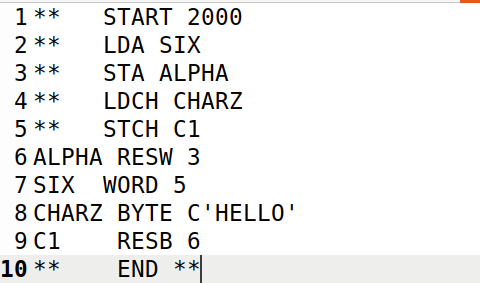 1 **   START 2000
2 **   LDA SIX
3 **   STA ALPHA
4 **   LDCH CHARZ
5 **   STCH C1
6 ALPHA RESW 3
7 SIX  WORD 5
8 CHARZ BYTE C'HELLO'
9 C1    RESB 6
10 **    END **